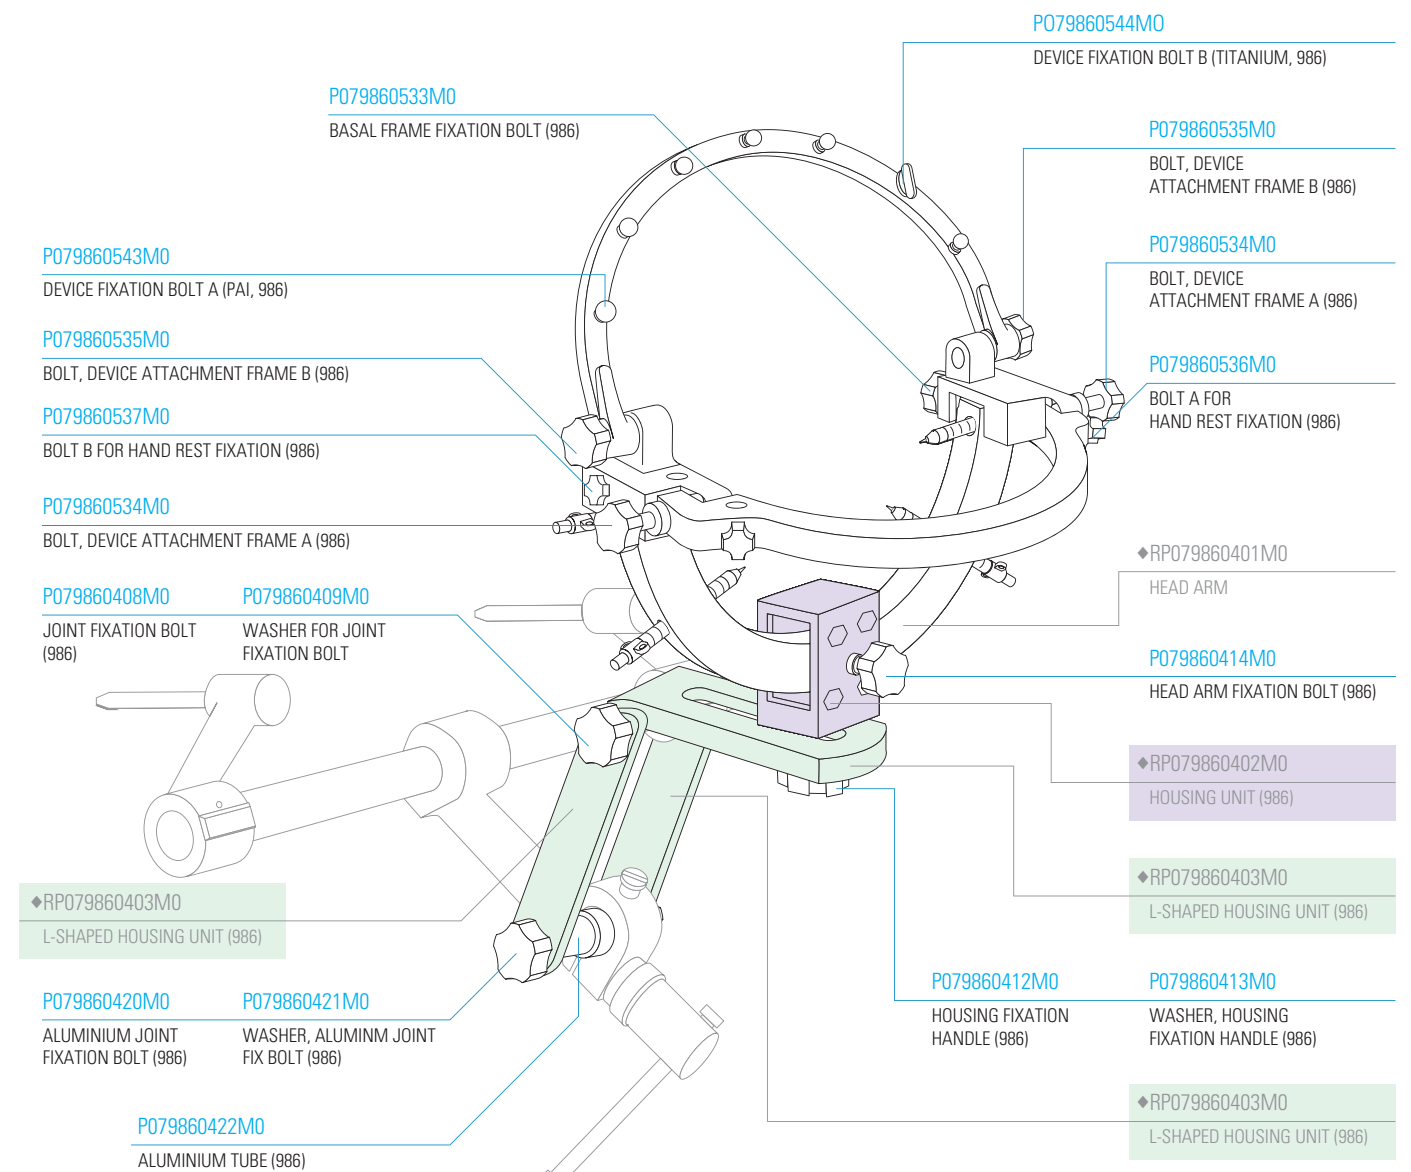 P079860544M0
DEVICE FIXATION BOLT B (TITANIUM, 986)
P079860533M0
BASAL FRAME FIXATION BOLT (986)
P079860535M0
BOLT, DEVICE
ATTACHMENT FRAME B (986)
P079860534M0
BOLT, DEVICE
ATTACHMENT FRAME A (986)
P079860543M0
DEVICE FIXATION BOLT A (PAI, 986)
P079860535M0
BOLT, DEVICE ATTACHMENT FRAME B (986)
P079860536M0
BOLT A FOR
HAND REST FIXATION (986)
P079860537M0
BOLT B FOR HAND REST FIXATION (986)
P079860534M0
BOLT, DEVICE ATTACHMENT FRAME A (986)
◆RP079860401M0
HEAD ARM
P079860408M0
JOINT FIXATION BOLT
(986)
P079860409M0
WASHER FOR JOINT
FIXATION BOLT
P079860414M0
HEAD ARM FIXATION BOLT (986)
◆RP079860402M0
HOUSING UNIT (986)
◆RP079860403M0
L-SHAPED HOUSING UNIT (986)
◆RP079860403M0
L-SHAPED HOUSING UNIT (986)
P079860420M0
ALUMINIUM JOINT
FIXATION BOLT (986)
P079860421M0
WASHER, ALUMINM JOINT
FIX BOLT (986)
P079860412M0
HOUSING FIXATION
HANDLE (986)
P079860413M0
WASHER, HOUSING
FIXATION HANDLE (986)
◆RP079860403M0
L-SHAPED HOUSING UNIT (986)
P079860422M0
ALUMINIUM TUBE (986)